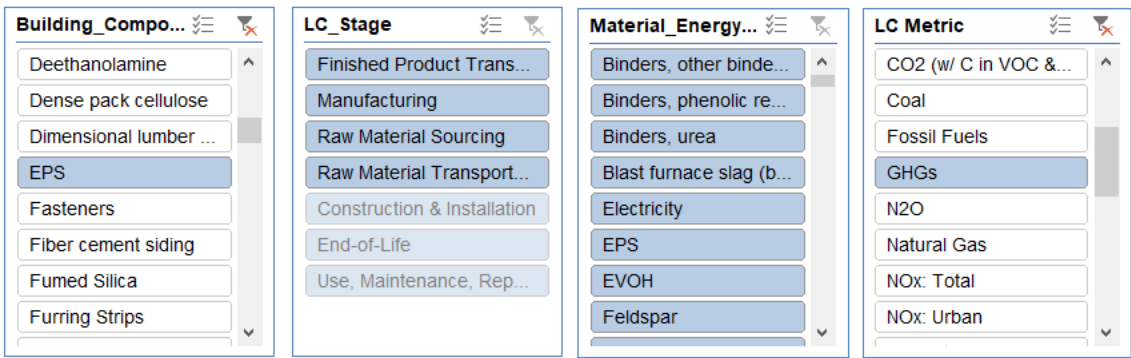 Building_Compo...
Deethanolamine
Dense pack cellulose
Dimensional lumber ...
EPS
Fasteners
Fiber cement siding
Fumed Silica
Furring Strips
LC_Stage
Finished Product Trans...
Manufacturing
Raw Material Sourcing
Raw Material Transport...
Construction & Installation
End-of-Life
Use, Maintenance, Rep...
Material_Energy...
Binders, other binde...
Binders, phenolic re...
Binders, urea
Blast furnace slag (b...
Electricity
EPS
EVOH
Feldspar
LC Metric
CO2 (w/ C in VOC &...
Coal
Fossil Fuels
GHGs
N2O
Natural Gas
NOx: Total
NOx: Urban